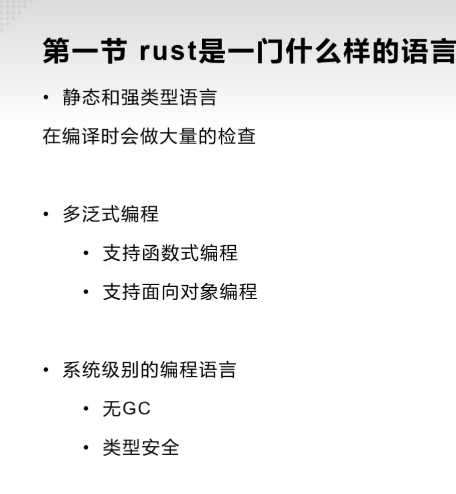 第一节 rust是一门什么样的语言
• 静态和强类型语言
在编译时会做大量的检查
• 多泛式编程
• 支持函数式编程
• 支持面向对象编程
• 系统级别的编程语言
• 无GC
• 类型安全